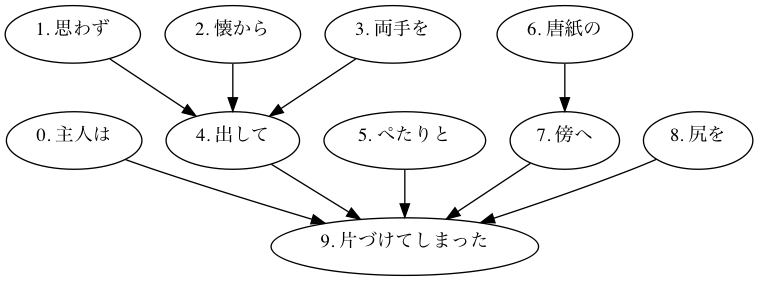 1. 思わず
2. 懐から
3. 両手を
6. 唐紙の
0. 主人は
4. 出して
5. ぺたりと
7. 傍へ
8. 尻を
9. 片づけてしまった